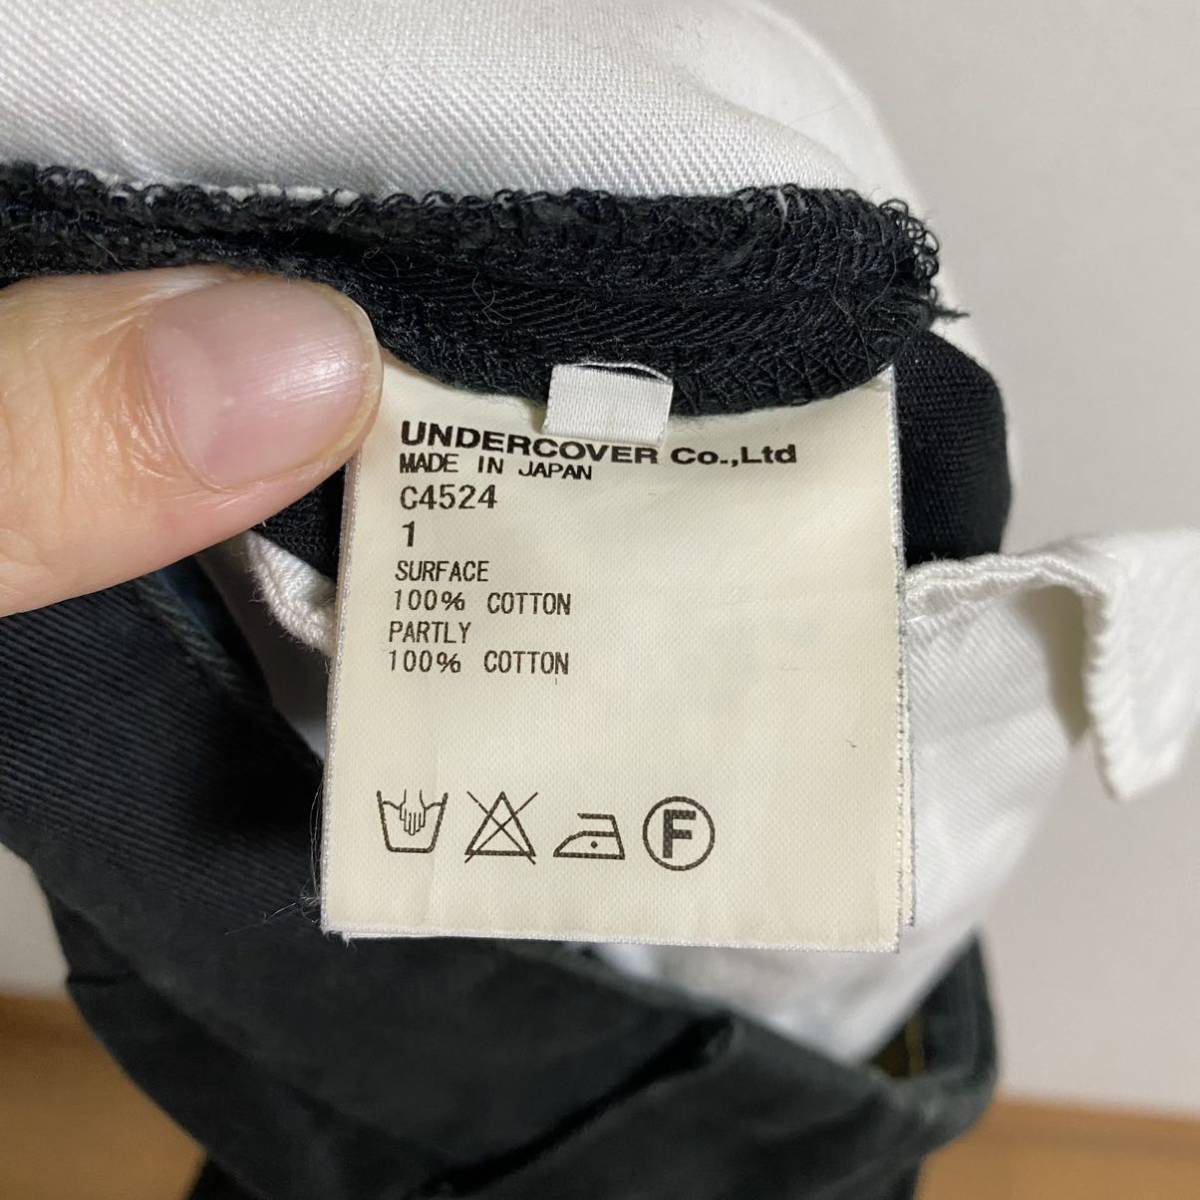 UNDERCOVER Co.,Ltd
MADE IN JAPAN
C4524
1
SURFACE
100% COTTON
PARTLY
100% COTTON
F